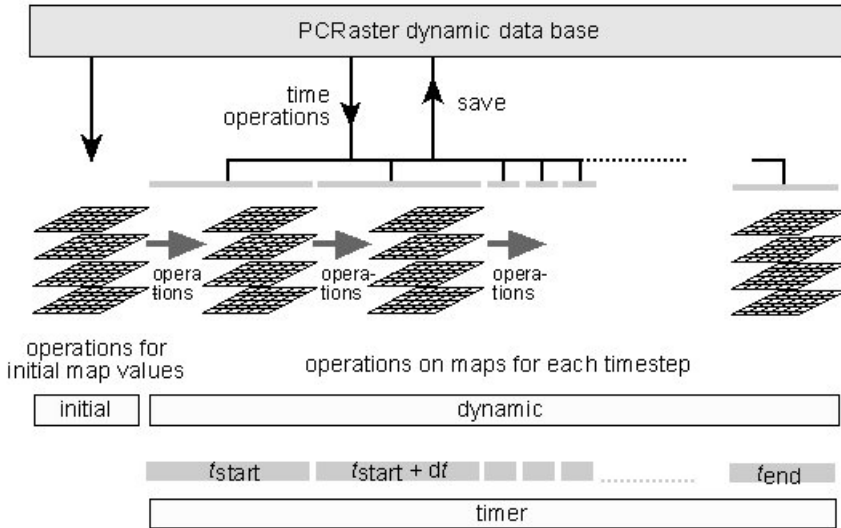 PCRaster dynamic data base
time
operations
save
opera
tions
opera-
tions
opera-
tions
operations for
initial map values
operations on maps for each timestep
initial
dynamic
tstart
tstart + dt
tend
timer